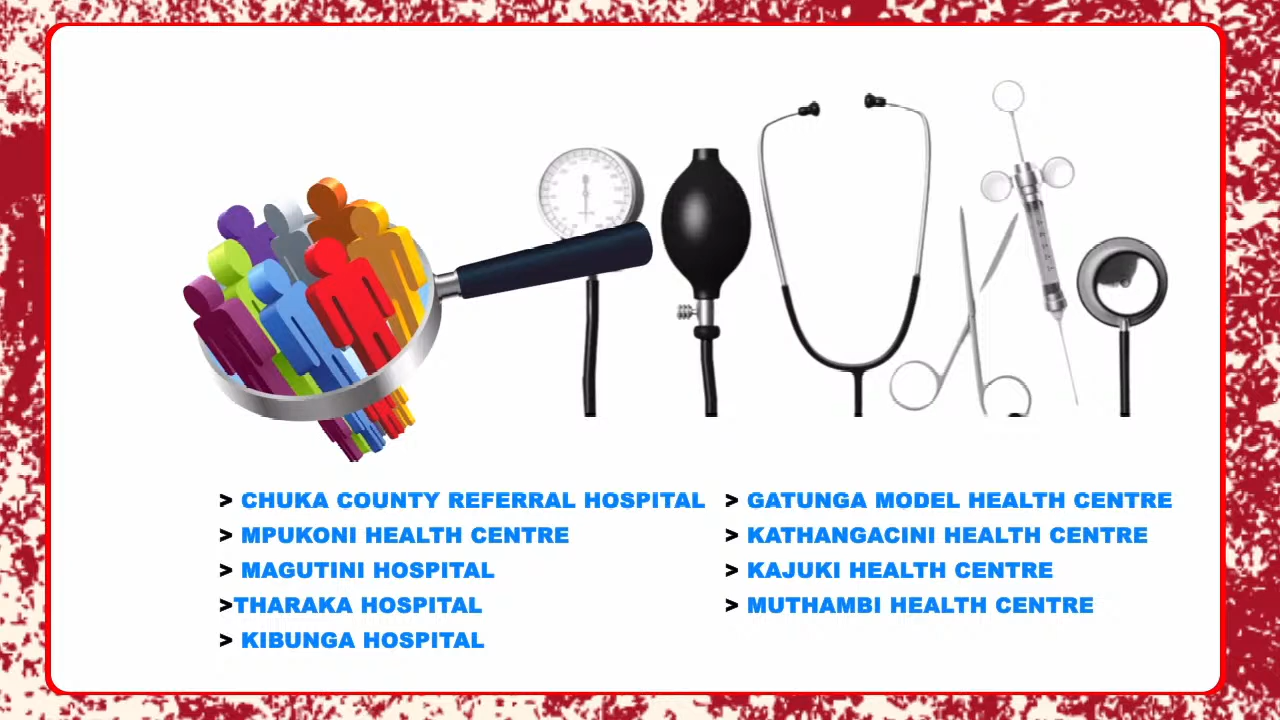 > CHUKA COUNTY REFERRAL HOSPITAL
> MPUKONI HEALTH CENTRE
> MAGUTINI HOSPITAL
>THARAKA HOSPITAL
> KIBUNGA HOSPITAL
> GATUNGA MODEL HEALTH CENTRE
> KATHANGACINI HEALTH CENTRE
> KAJUKI HEALTH CENTRE
> MUTHAMBI HEALTH CENTRE